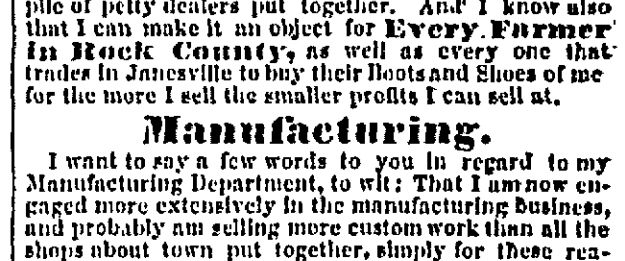 pile of petty dealers put together. And I know also
that I can make it an object for Every Farmer
in Rock County, as well as every one that
trades in Janesville to buy their Boots and Shoes of me
for the more I sell the smaller profits I can sell at.
Manufacturing.
I want to say a few words to you in regard to my
Manufacturing Department, to wit: That I am now en-
gaged more extensively in the manufacturing business,
and probably am selling more custom work than all the
shops about town put together, simply for these rea-